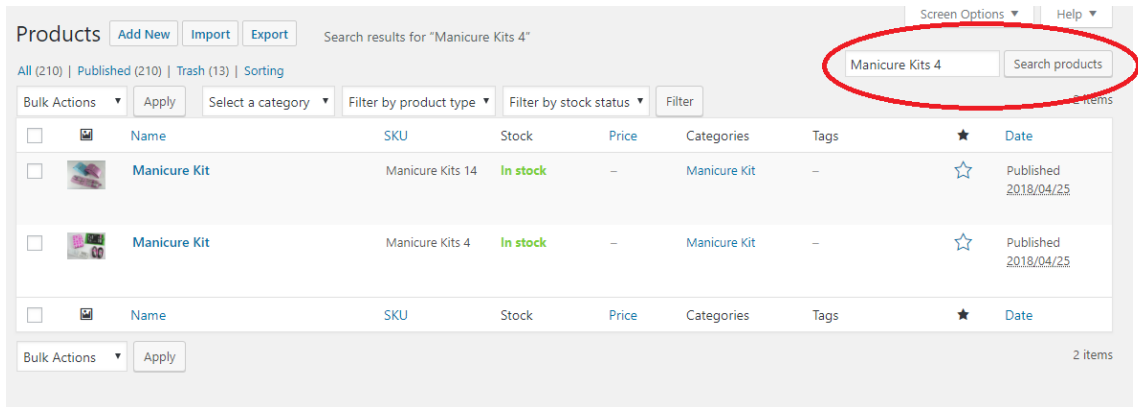 Screen Options ▼ Help ▼
Products Add New Import Export Search results for “Manicure Kits 4”
Manicure Kits 4 Search products
All (210) | Published (210) | Trash (13) | Sorting
Bulk Actions ▼ Apply Select a category ▼ Filter by product type ▼ Filter by stock status ▼ Filter 2 items
Name SKU Stock Price Categories Tags ★ Date
Manicure Kit Manicure Kits 14 In stock – Manicure Kit – ☆ Published
2018/04/25
Manicure Kit Manicure Kits 4 In stock – Manicure Kit – ☆ Published
2018/04/25
Name SKU Stock Price Categories Tags ★ Date
Bulk Actions ▼ Apply 2 items